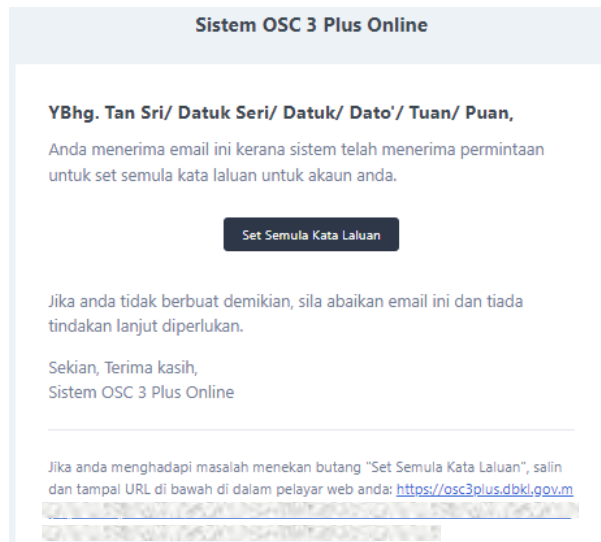 Sistem OSC 3 Plus Online
YBhg. Tan Sri/ Datuk Seri/ Datuk/ Dato'/ Tuan/ Puan,
Anda menerima email ini kerana sistem telah menerima permintaan
untuk set semula kata laluan untuk akaun anda.
Set Semula Kata Laluan
Jika anda tidak berbuat demikian, sila abaikan email ini dan tiada
tindakan lanjut diperlukan.
Sekian, Terima kasih,
Sistem OSC 3 Plus Online
Jika anda menghadapi masalah menekan butang "Set Semula Kata Laluan", salin
dan tampal URL di bawah di dalam pelayar web anda: https://osc3plus.dbkl.gov.m